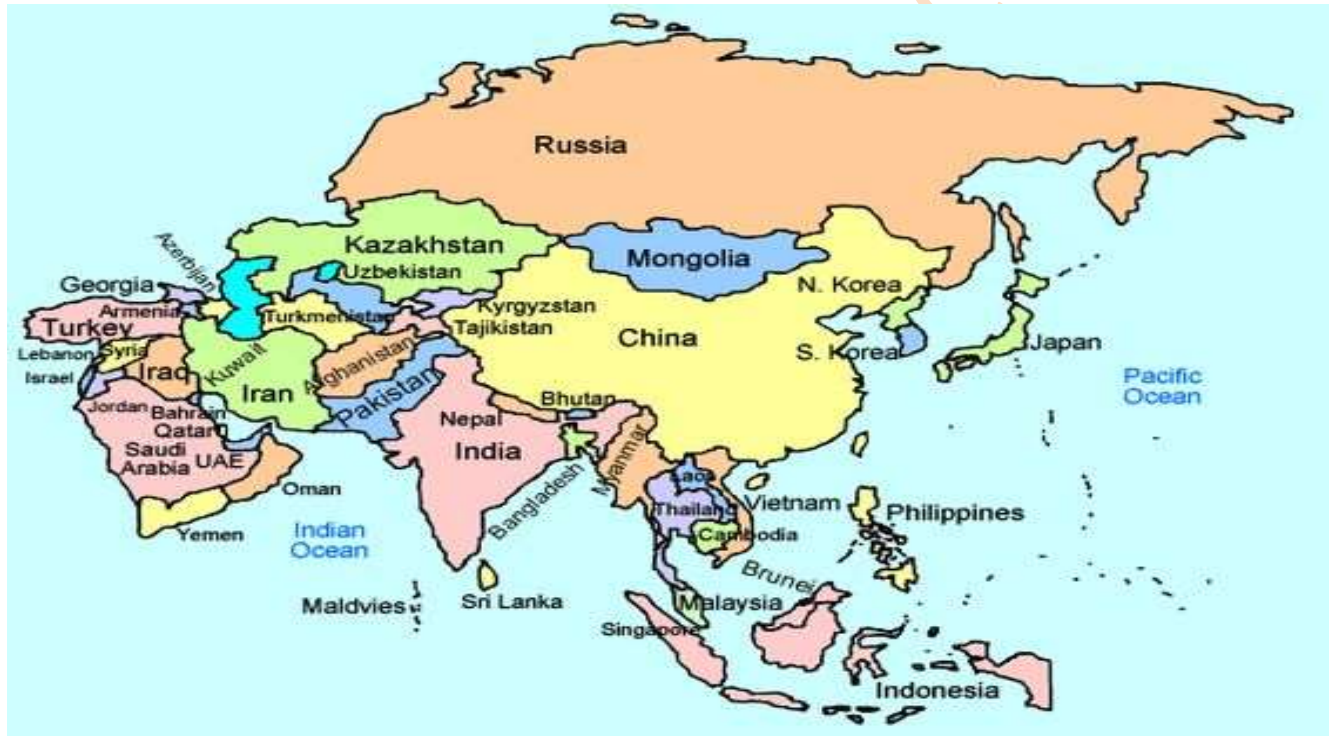 Russia
Kazakhstan
Mongolia
Azerbijan
Uzbekistan
Georgia
N. Korea
Armenia
Turkmenistan
Kyrgyzstan
Turkey
Tajikistan
China
Japan
Lebanon
Syria
Kuwait
Afghanistan
S. Korea
Israel
Iraq
Iran
Pakistan
Pacific
Ocean
Jordan
Bahrain
Nepal
Bhutan
Qatar
Saudi
Arabia
UAE
India
Myanmar
Laos
Oman
Bangladesh
Thailand
Vietnam
Philippines
Yemen
Indian
Ocean
Cambodia
Brunei
Maldvies
Sri Lanka
Malaysia
Singapore
Indonesia